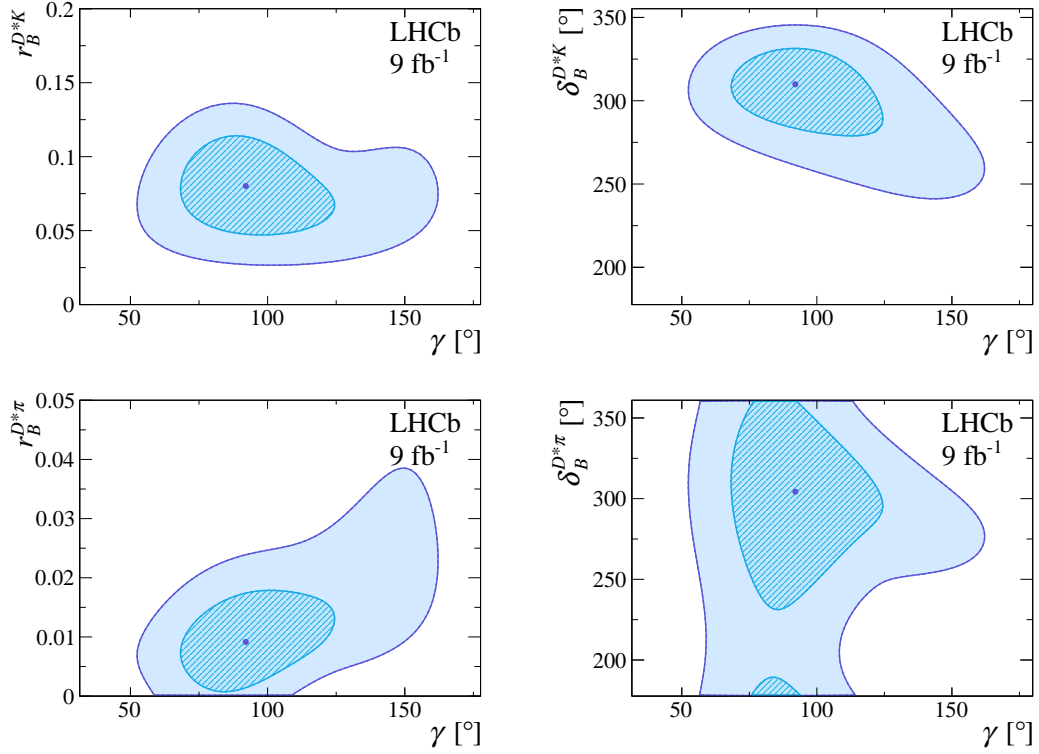 r_B^{D*K}
0.2
0.15
0.1
0.05
0
50
100
150
γ [°]
LHCb
9 fb⁻¹
δ_B^{D*K} [°]
350
300
250
200
50
100
150
γ [°]
LHCb
9 fb⁻¹
r_B^{D*π}
0.05
0.04
0.03
0.02
0.01
0
50
100
150
γ [°]
LHCb
9 fb⁻¹
δ_B^{D*π} [°]
350
300
250
200
50
100
150
γ [°]
LHCb
9 fb⁻¹